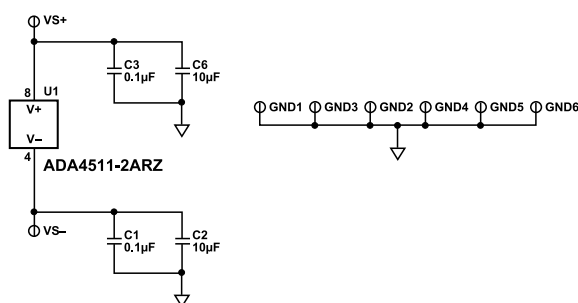 VS+
C3
0.1µF
C6
10µF
8
U1
V+
V–
4
ADA4511-2ARZ
VS–
C1
0.1µF
C2
10µF
GND1
GND3
GND2
GND4
GND5
GND6